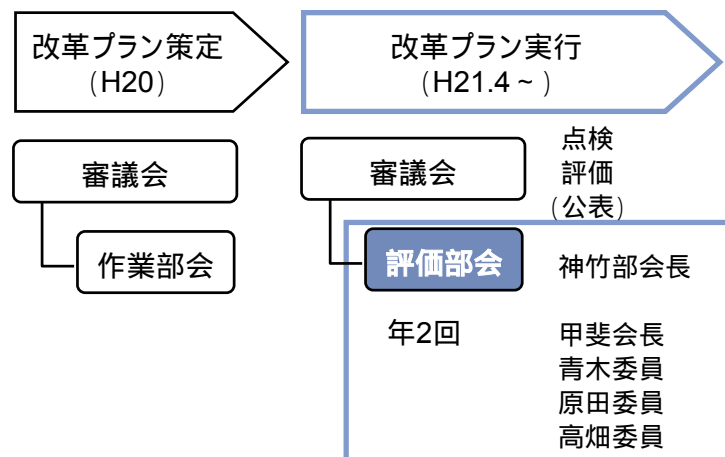 改革プラン策定
（H20）
改革プラン実行
（H21.4～）
審議会
作業部会
審議会
点検
評価
（公表）
評価部会
神竹部会長
年2回
甲斐会長
青木委員
原田委員
高畑委員